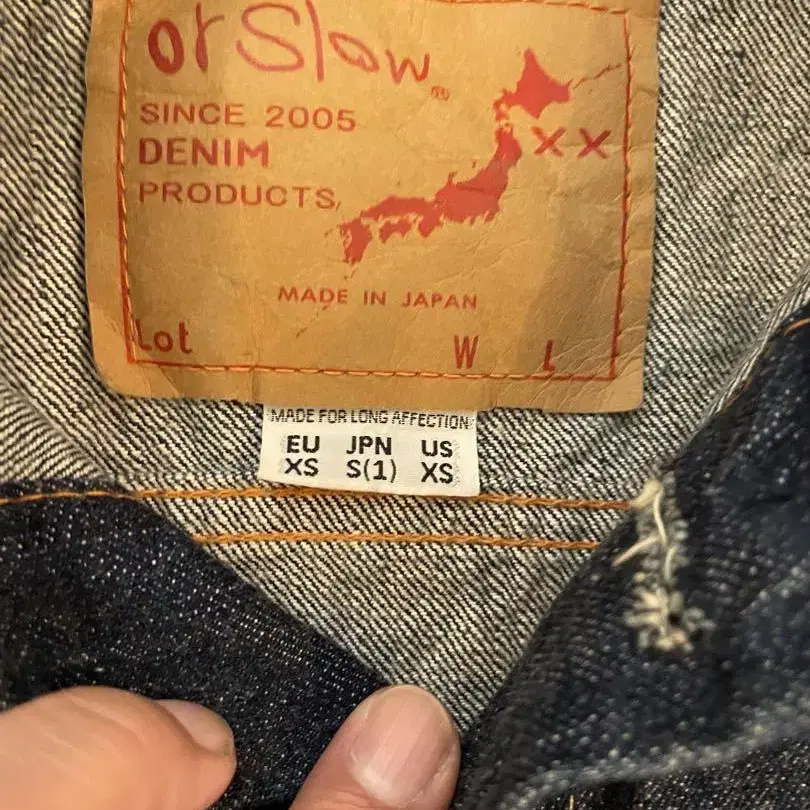 orSlow®
SINCE 2005
DENIM XX
PRODUCTS,
MADE IN JAPAN
Lot W L
MADE FOR LONG AFFECTION
EU JPN US
XS S(1) XS